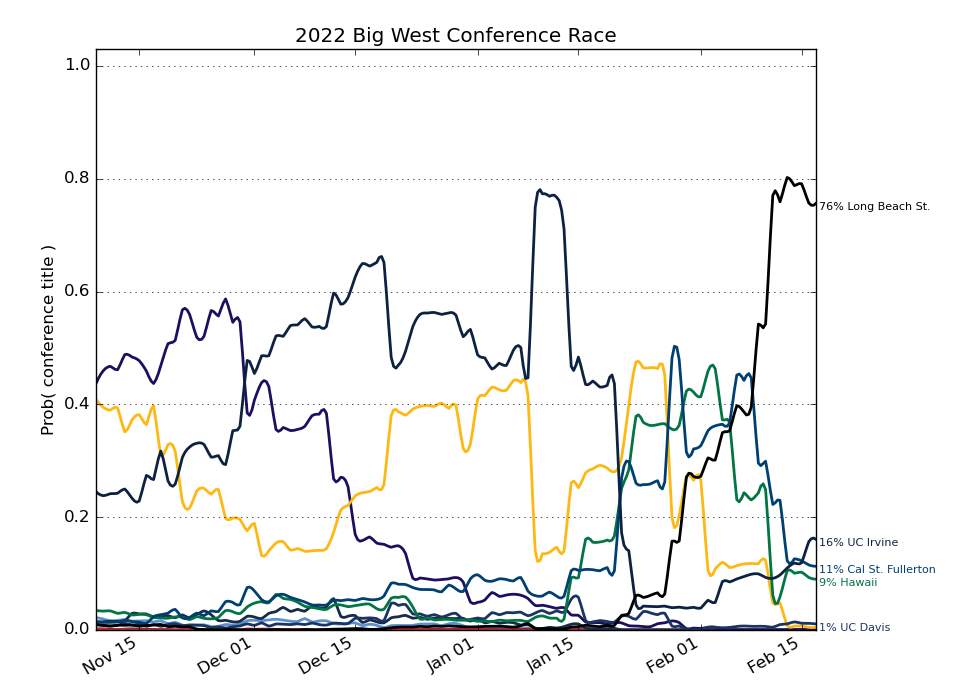 2022 Big West Conference Race
Prob( conference title )
1.0
0.8
0.6
0.4
0.2
0.0
Nov 15
Dec 01
Dec 15
Jan 01
Jan 15
Feb 01
Feb 15
76% Long Beach St.
16% UC Irvine
11% Cal St. Fullerton
9% Hawaii
1% UC Davis